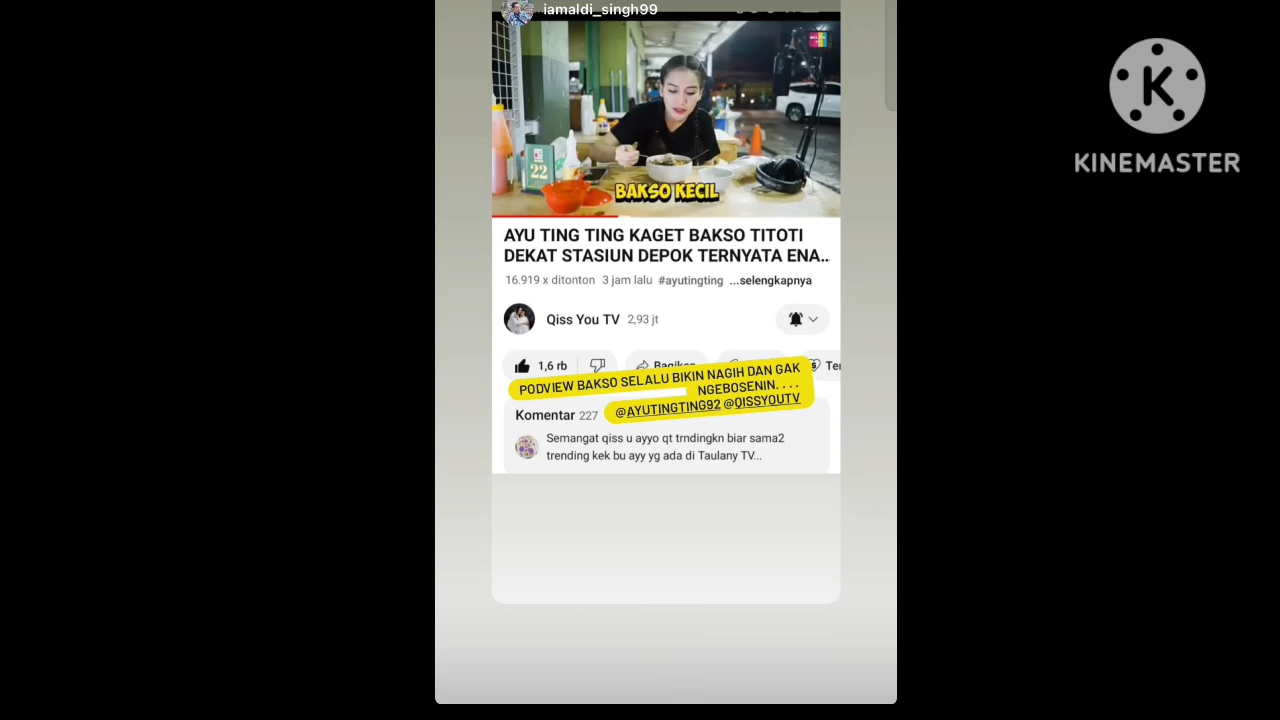 iamaldi_singh99
KINEMASTER
22
BAKSO KECIL
AYU TING TING KAGET BAKSO TITOTI
DEKAT STASIUN DEPOK TERNYATA ENA...
16.919 x ditonton 3 jam lalu #ayutingting ...selengkapnya
Qiss You TV 2,93 jt
1,6 rb Bagikan
PODVIEW BAKSO SELALU BIKIN NAGIH DAN GAK
NGEBOSENIN. . . .
@AYUTINGTING92 @QISSYOUTV
Komentar 227
Semangat qiss u ayyo qt trndingkn biar sama2
trending kek bu ayy yg ada di Taulany TV...